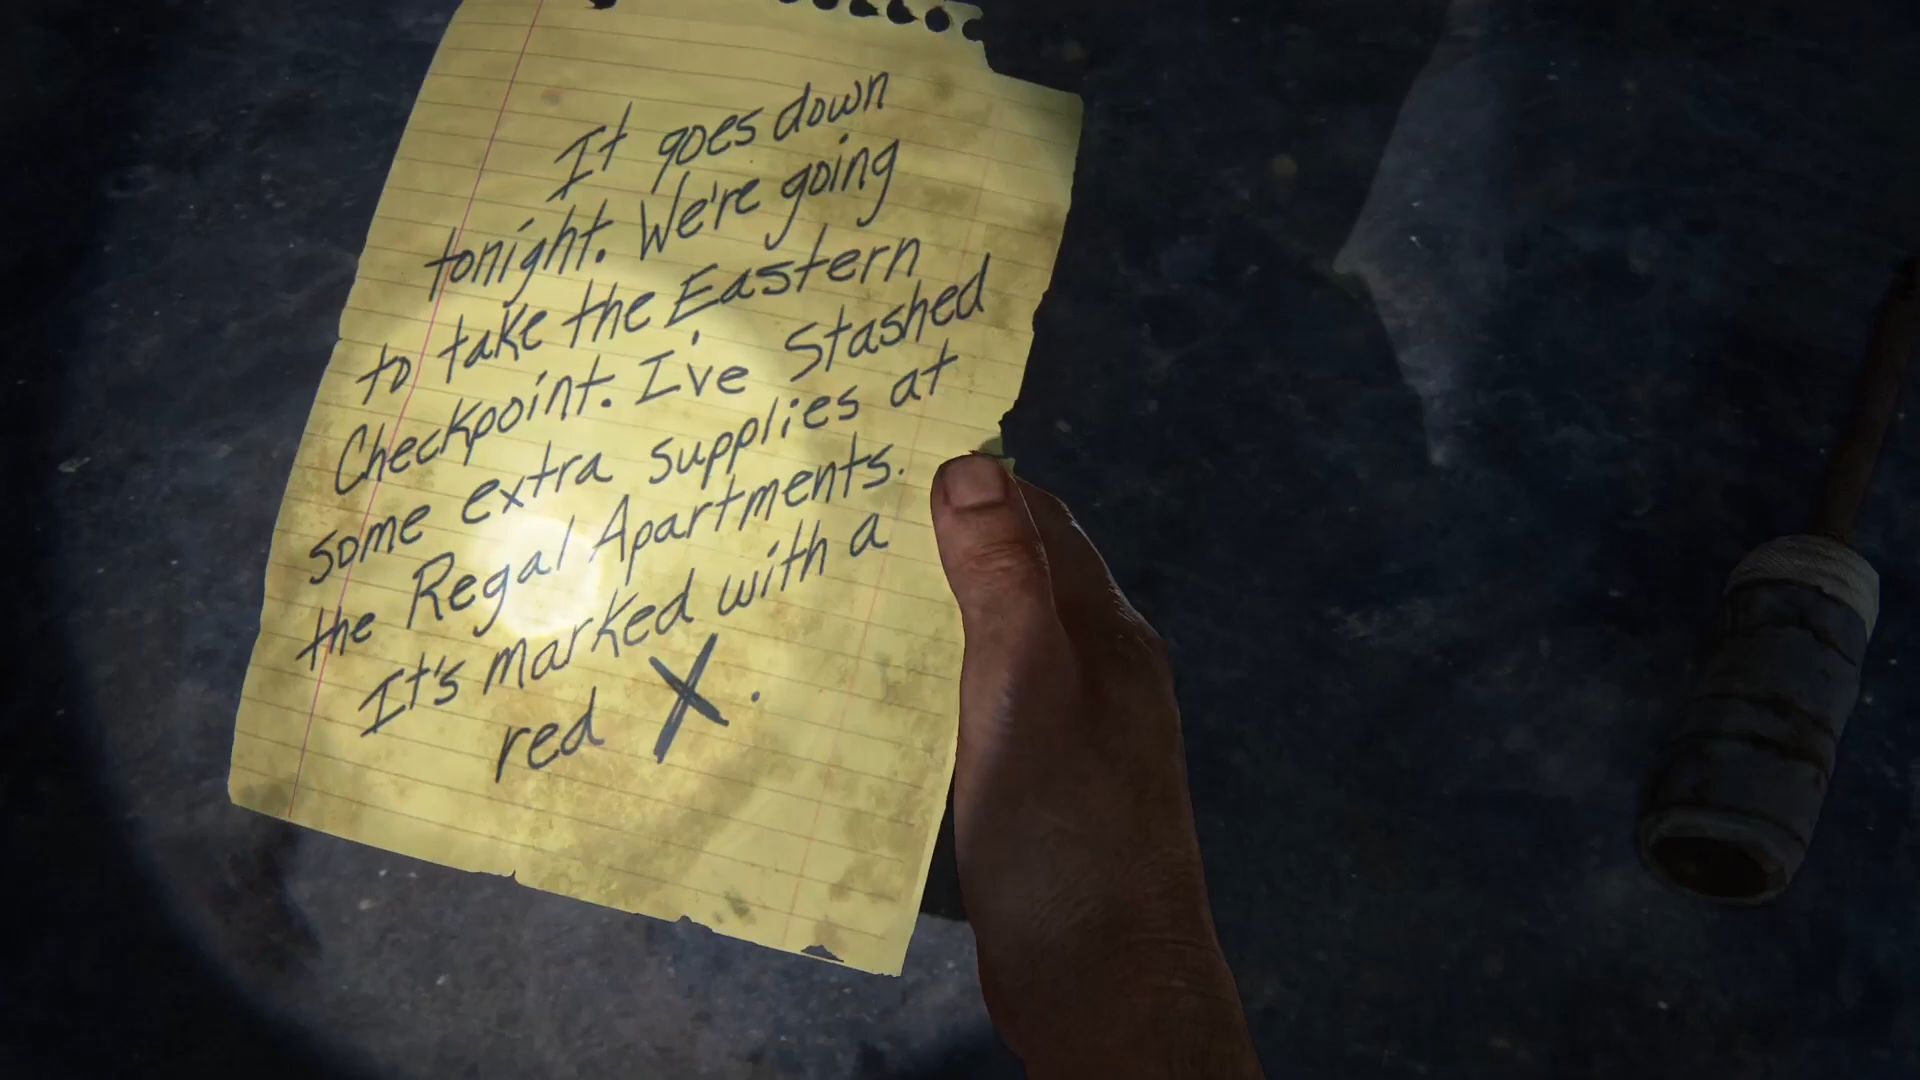 It goes down
tonight. We're going
to take the Eastern
Checkpoint. I've Stashed
some extra supplies at
the Regal Apartments.
It's marked with a
red X.